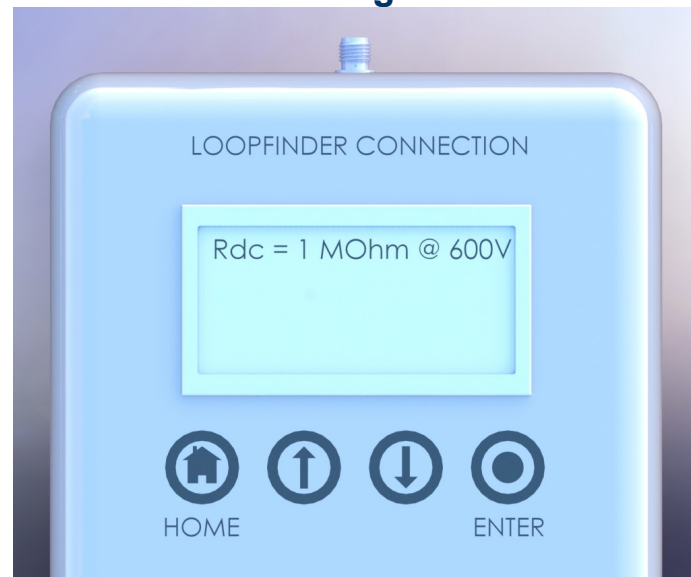 LOOPFINDER CONNECTION
Rdc = 1 MOhm @ 600V
HOME
ENTER